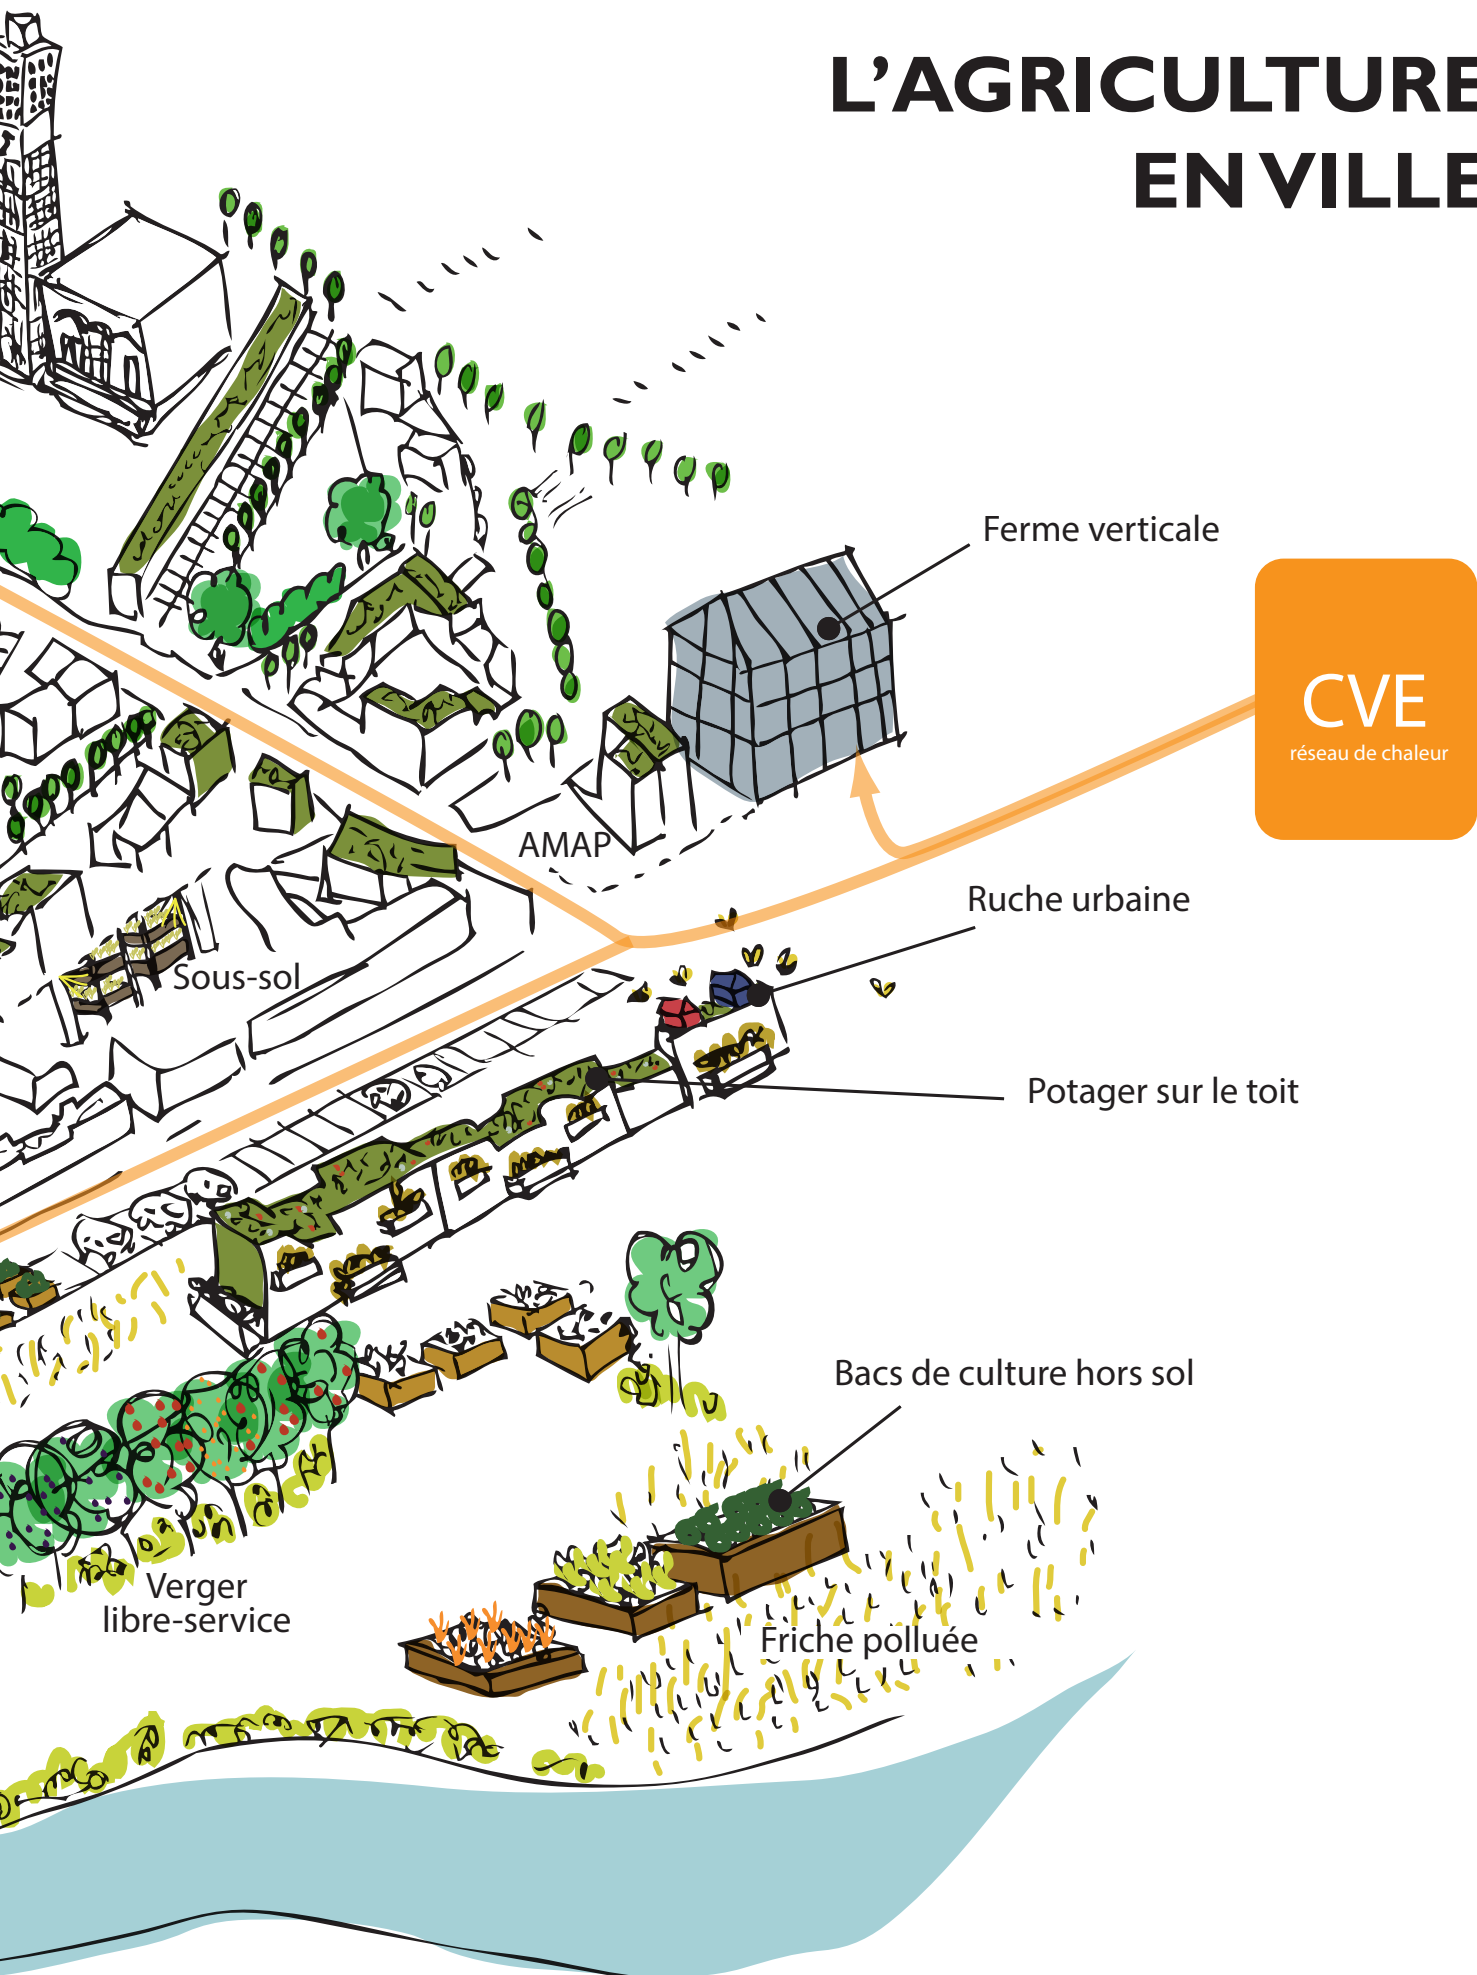 L’AGRICULTURE
EN VILLE
Ferme verticale
CVE
réseau de chaleur
AMAP
Ruche urbaine
Sous-sol
Potager sur le toit
Bacs de culture hors sol
Verger
libre-service
Friche polluée